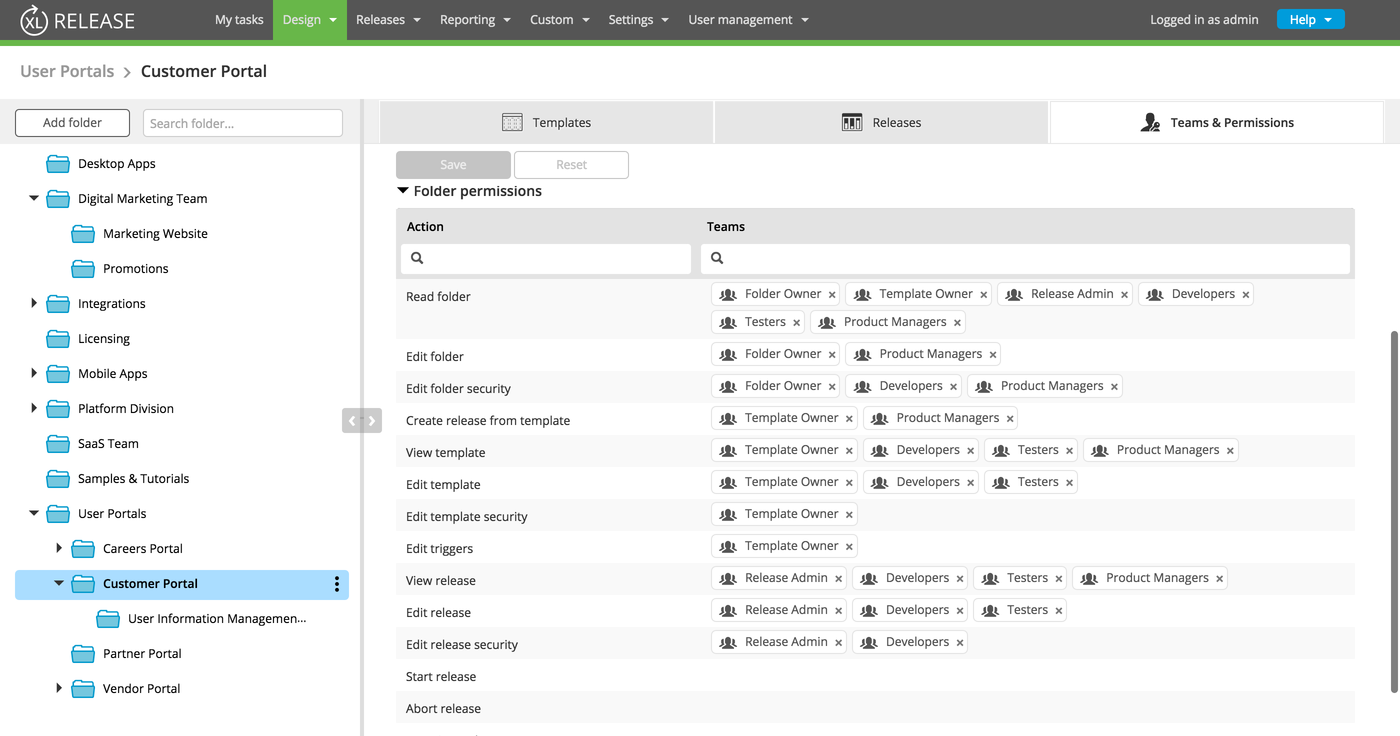 XL RELEASE My tasks Design Releases Reporting Custom Settings User management Logged in as admin Help
User Portals > Customer Portal
Add folder Search folder...
Desktop Apps
Digital Marketing Team
Marketing Website
Promotions
Integrations
Licensing
Mobile Apps
Platform Division
SaaS Team
Samples & Tutorials
User Portals
Careers Portal
Customer Portal
User Information Managemen...
Partner Portal
Vendor Portal
Templates Releases Teams & Permissions
Save Reset
Folder permissions
Action Teams
Read folder Folder Owner × Template Owner × Release Admin × Developers ×
Testers × Product Managers ×
Edit folder Folder Owner × Product Managers ×
Edit folder security Folder Owner × Developers × Product Managers ×
Create release from template Template Owner × Product Managers ×
View template Template Owner × Developers × Testers × Product Managers ×
Edit template Template Owner × Developers × Testers ×
Edit template security Template Owner ×
Edit triggers Template Owner ×
View release Release Admin × Developers × Testers × Product Managers ×
Edit release Release Admin × Developers × Testers ×
Edit release security Release Admin × Developers ×
Start release
Abort release